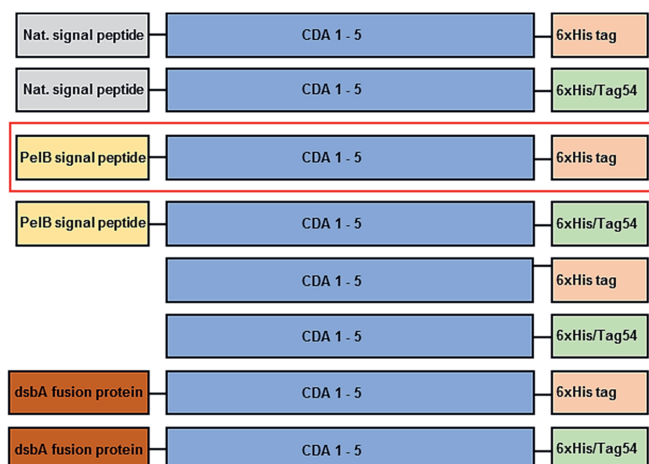 Nat. signal peptide CDA 1 - 5 6xHis tag
Nat. signal peptide CDA 1 - 5 6xHis/Tag54
PelB signal peptide CDA 1 - 5 6xHis tag
PelB signal peptide CDA 1 - 5 6xHis/Tag54
CDA 1 - 5 6xHis tag
CDA 1 - 5 6xHis/Tag54
dsbA fusion protein CDA 1 - 5 6xHis tag
dsbA fusion protein CDA 1 - 5 6xHis/Tag54